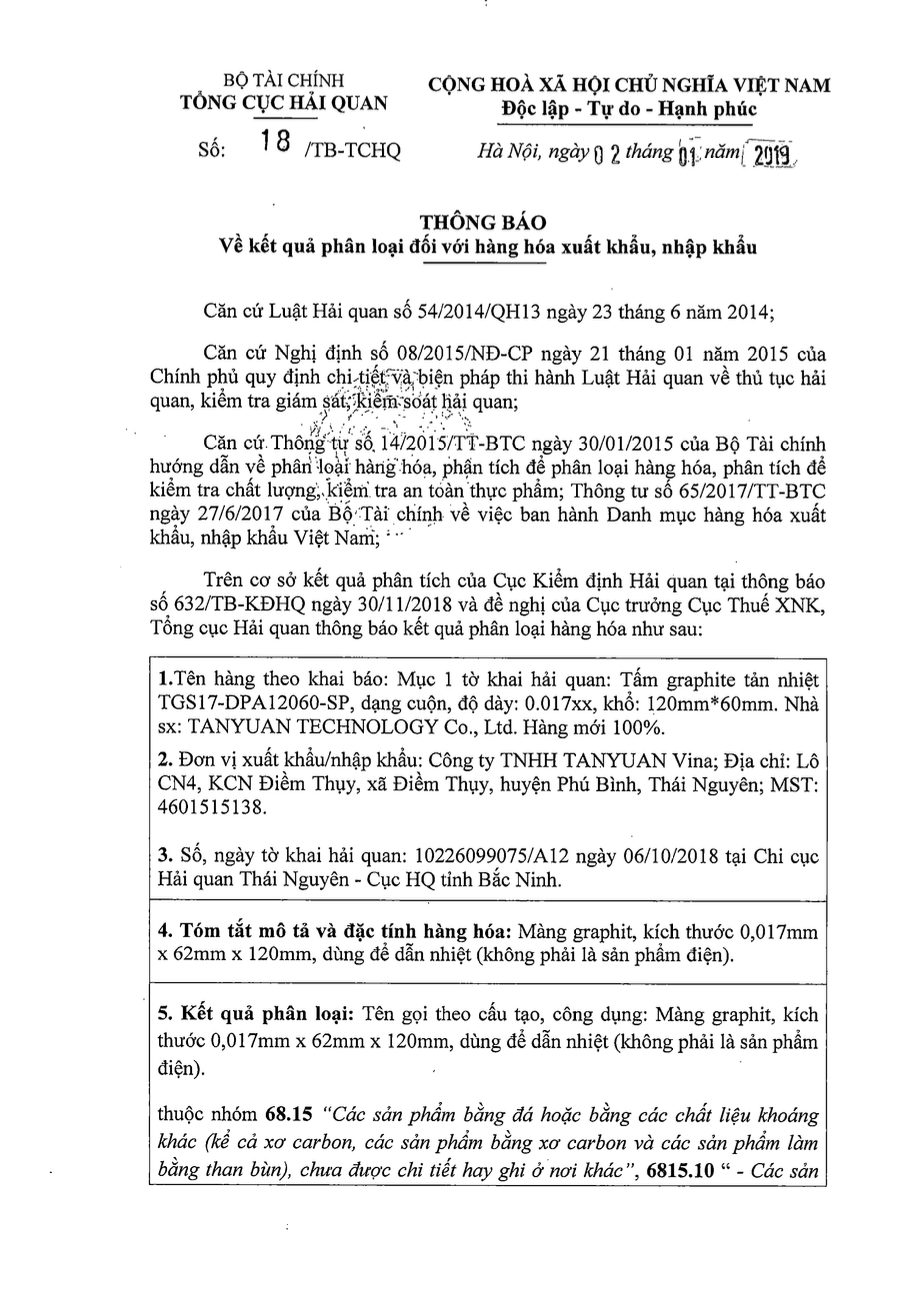 BỘ TÀI CHÍNH
TỔNG CỤC HẢI QUAN
Số: 18 /TB-TCHQ
CỘNG HOÀ XÃ HỘI CHỦ NGHĨA VIỆT NAM
Độc lập - Tự do - Hạnh phúc
Hà Nội, ngày 02 tháng 01 năm 2019
THÔNG BÁO
Về kết quả phân loại đối với hàng hóa xuất khẩu, nhập khẩu
Căn cứ Luật Hải quan số 54/2014/QH13 ngày 23 tháng 6 năm 2014;
Căn cứ Nghị định số 08/2015/NĐ-CP ngày 21 tháng 01 năm 2015 của
Chính phủ quy định chi tiết và biện pháp thi hành Luật Hải quan về thủ tục hải
quan, kiểm tra giám sát, kiểm soát hải quan;
Căn cứ Thông tư số 14/2015/TT-BTC ngày 30/01/2015 của Bộ Tài chính
hướng dẫn về phân loại hàng hóa, phân tích để phân loại hàng hóa, phân tích để
kiểm tra chất lượng, kiểm tra an toàn thực phẩm; Thông tư số 65/2017/TT-BTC
ngày 27/6/2017 của Bộ Tài chính về việc ban hành Danh mục hàng hóa xuất
khẩu, nhập khẩu Việt Nam;
Trên cơ sở kết quả phân tích của Cục Kiểm định Hải quan tại thông báo
số 632/TB-KĐHQ ngày 30/11/2018 và đề nghị của Cục trưởng Cục Thuế XNK,
Tổng cục Hải quan thông báo kết quả phân loại hàng hóa như sau:
1.Tên hàng theo khai báo: Mục 1 tờ khai hải quan: Tấm graphite tản nhiệt
TGS17-DPA12060-SP, dạng cuộn, độ dày: 0.017xx, khổ: 120mm*60mm. Nhà
sx: TANYUAN TECHNOLOGY Co., Ltd. Hàng mới 100%.
2. Đơn vị xuất khẩu/nhập khẩu: Công ty TNHH TANYUAN Vina; Địa chỉ: Lô
CN4, KCN Điềm Thụy, xã Điềm Thụy, huyện Phú Bình, Thái Nguyên; MST:
4601515138.
3. Số, ngày tờ khai hải quan: 10226099075/A12 ngày 06/10/2018 tại Chi cục
Hải quan Thái Nguyên - Cục HQ tỉnh Bắc Ninh.
4. Tóm tắt mô tả và đặc tính hàng hóa: Màng graphit, kích thước 0,017mm
x 62mm x 120mm, dùng để dẫn nhiệt (không phải là sản phẩm điện).
5. Kết quả phân loại: Tên gọi theo cấu tạo, công dụng: Màng graphit, kích
thước 0,017mm x 62mm x 120mm, dùng để dẫn nhiệt (không phải là sản phẩm
điện).
thuộc nhóm 68.15 "Các sản phẩm bằng đá hoặc bằng các chất liệu khoáng
khác (kể cả xơ carbon, các sản phẩm bằng xơ carbon và các sản phẩm làm
bằng than bùn), chưa được chi tiết hay ghi ở nơi khác", 6815.10 " - Các sản